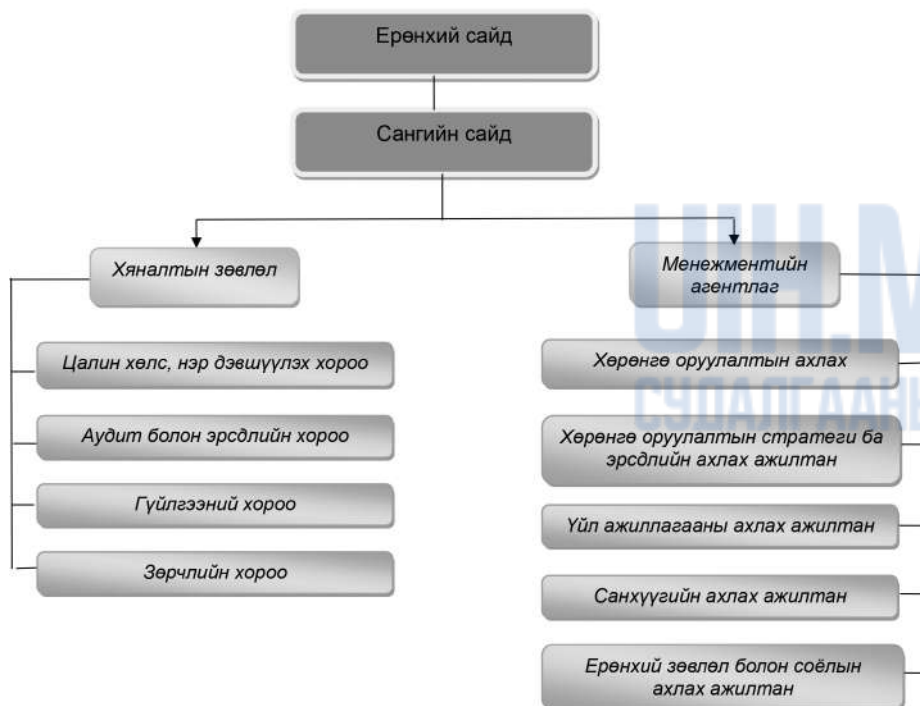 Ерөнхий сайд
Сангийн сайд
Хяналтын зөвлөл
Цалин хөлс, нэр дэвшүүлэх хороо
Аудит болон эрсдлийн хороо
Гүйлгээний хороо
Зөрчлийн хороо
Менежментийн
агентлаг
Хөрөнгө оруулалтын ахлах
Хөрөнгө оруулалтын стратеги ба
эрсдлийн ахлах ажилтан
Үйл ажиллагааны ахлах ажилтан
Санхүүгийн ахлах ажилтан
Ерөнхий зөвлөл болон соёлын
ахлах ажилтан
UIH.M
СУДАЛГААНЫ